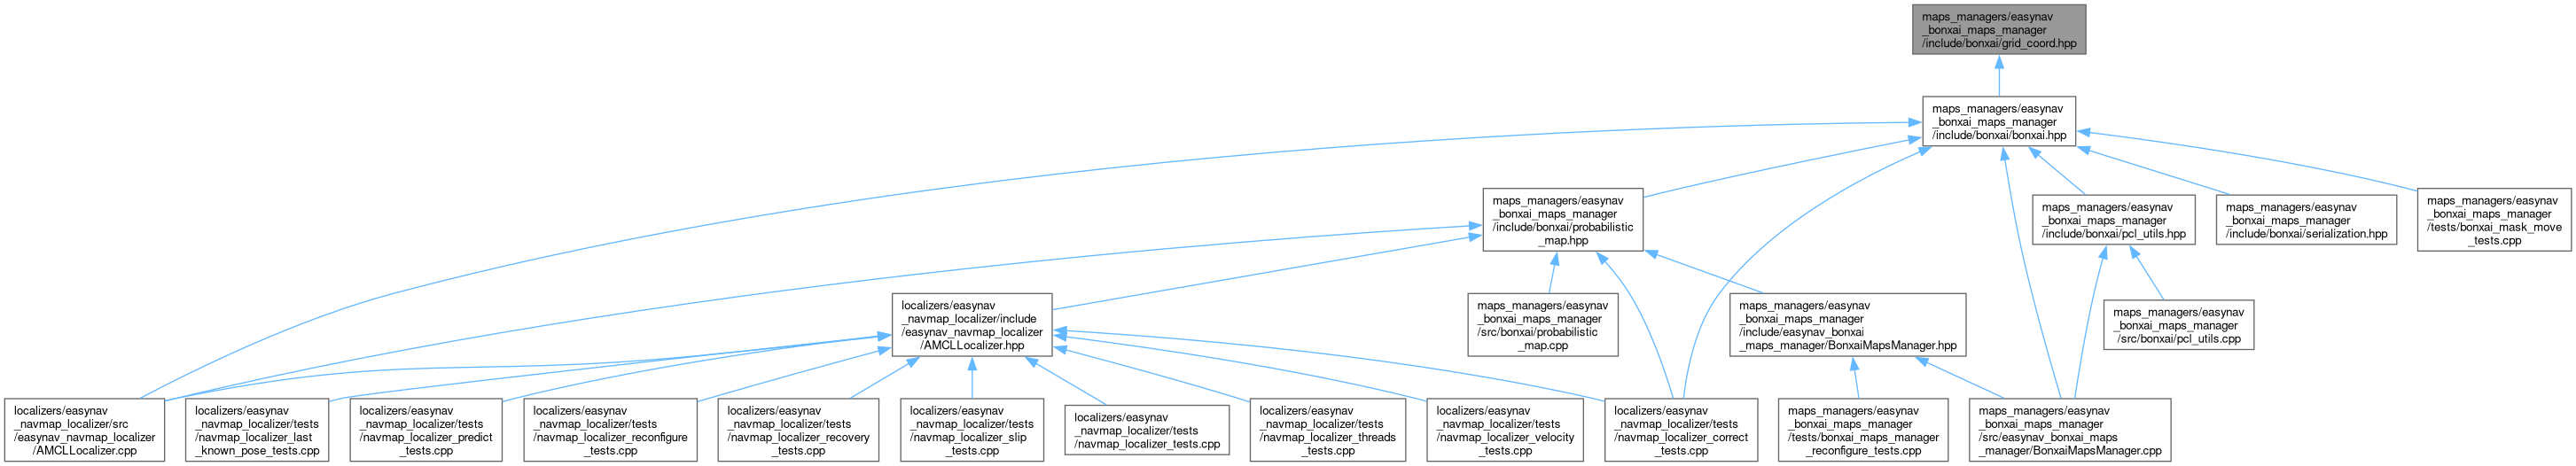 maps_managers/easynav
_bonxai_maps_manager
/include/bonxai/grid_coord.hpp
maps_managers/easynav
_bonxai_maps_manager
/include/bonxai/bonxai.hpp
maps_managers/easynav
_bonxai_maps_manager
/include/bonxai/probabilistic
_map.hpp
maps_managers/easynav
_bonxai_maps_manager
/include/bonxai/pcl_utils.hpp
maps_managers/easynav
_bonxai_maps_manager
/include/bonxai/serialization.hpp
maps_managers/easynav
_bonxai_maps_manager
/tests/bonxai_mask_move
_tests.cpp
localizers/easynav
_navmap_localizer/include
/easynav_navmap_localizer
/AMCLLocalizer.hpp
maps_managers/easynav
_bonxai_maps_manager
/src/bonxai/probabilistic
_map.cpp
maps_managers/easynav
_bonxai_maps_manager
/include/easynav_bonxai
_maps_manager/BonxaiMapsManager.hpp
maps_managers/easynav
_bonxai_maps_manager
/src/bonxai/pcl_utils.cpp
localizers/easynav
_navmap_localizer/src
/easynav_navmap_localizer
/AMCLLocalizer.cpp
localizers/easynav
_navmap_localizer/tests
/navmap_localizer_last
_known_pose_tests.cpp
localizers/easynav
_navmap_localizer/tests
/navmap_localizer_predict
_tests.cpp
localizers/easynav
_navmap_localizer/tests
/navmap_localizer_reconfigure
_tests.cpp
localizers/easynav
_navmap_localizer/tests
/navmap_localizer_recovery
_tests.cpp
localizers/easynav
_navmap_localizer/tests
/navmap_localizer_slip
_tests.cpp
localizers/easynav
_navmap_localizer/tests
/navmap_localizer_tests.cpp
localizers/easynav
_navmap_localizer/tests
/navmap_localizer_threads
_tests.cpp
localizers/easynav
_navmap_localizer/tests
/navmap_localizer_velocity
_tests.cpp
localizers/easynav
_navmap_localizer/tests
/navmap_localizer_correct
_tests.cpp
maps_managers/easynav
_bonxai_maps_manager
/tests/bonxai_maps_manager
_reconfigure_tests.cpp
maps_managers/easynav
_bonxai_maps_manager
/src/easynav_bonxai_maps
_manager/BonxaiMapsManager.cpp